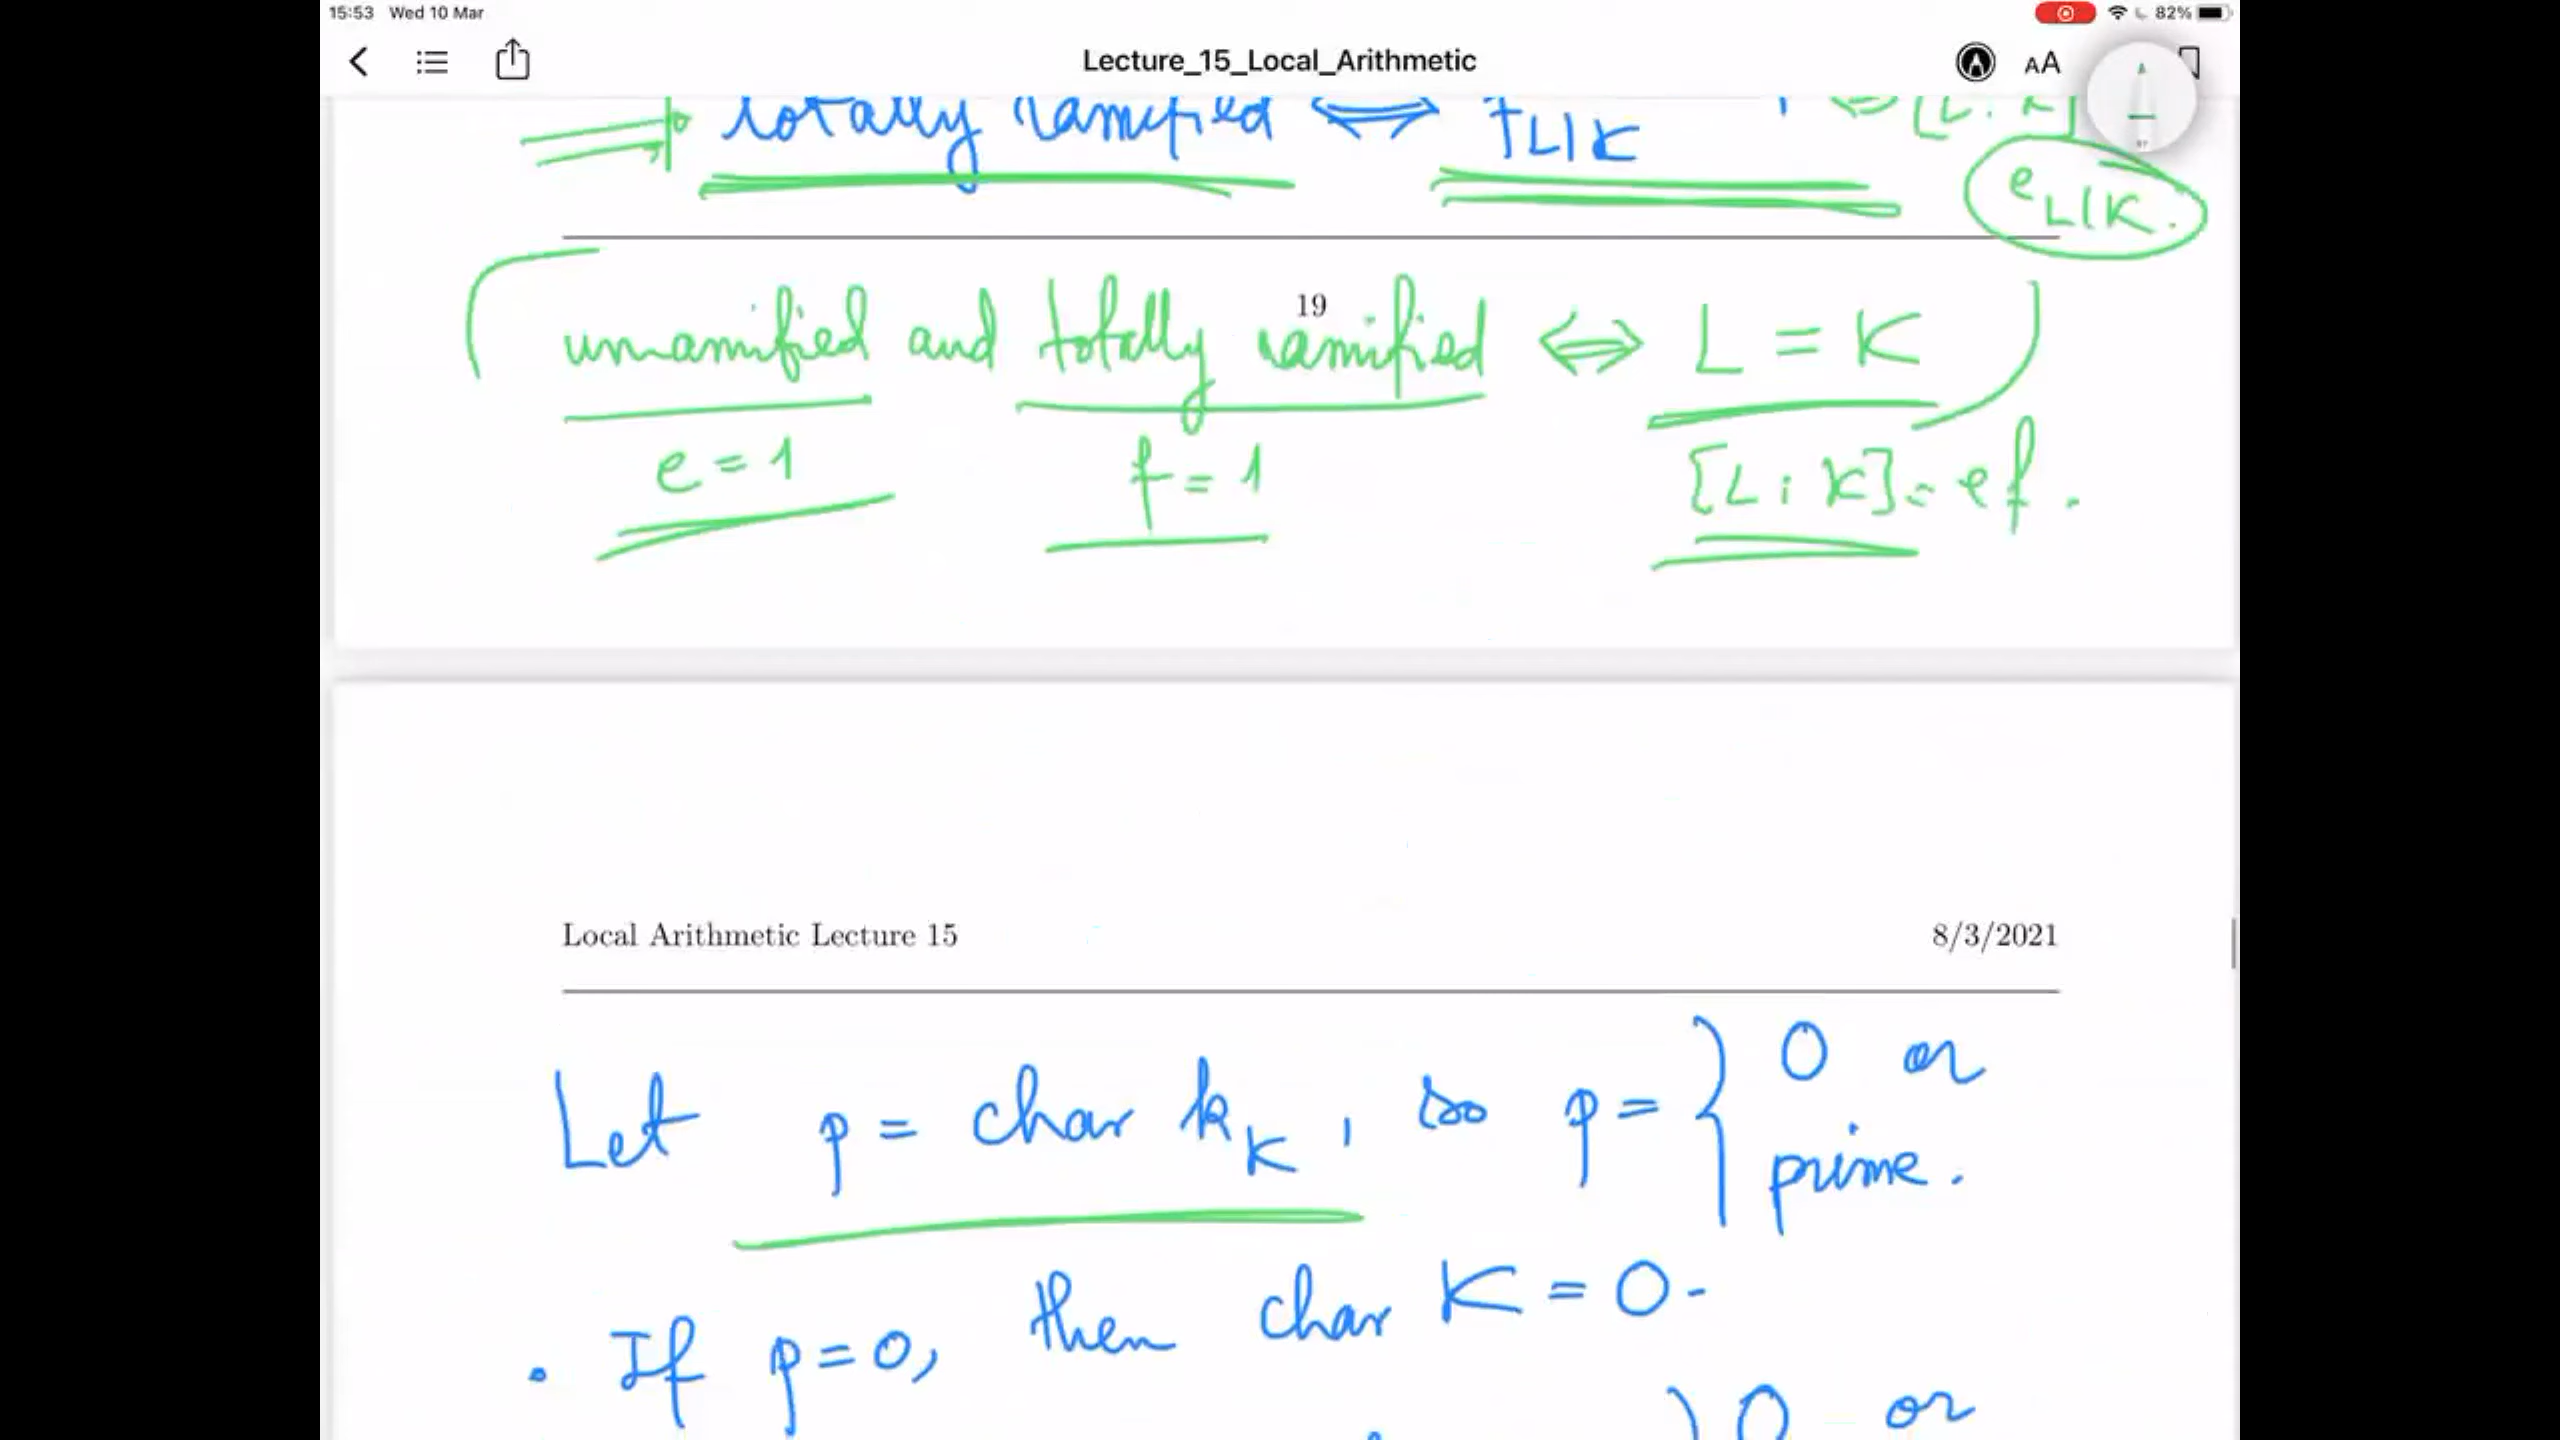 15:53 Wed 10 Mar 82%
Lecture_15_Local_Arithmetic
AA
totally ramified ⟺ f_{L|K} ⟺ [L : K]
e_{L|K}.
19
(unramified and totally ramified ⟺ L = K)
e = 1 f = 1 [L : K] = ef.
Local Arithmetic Lecture 15 8/3/2021
Let p = char k_K, so p = { 0 or
prime.
• If p=0, then char K = 0.
0 or